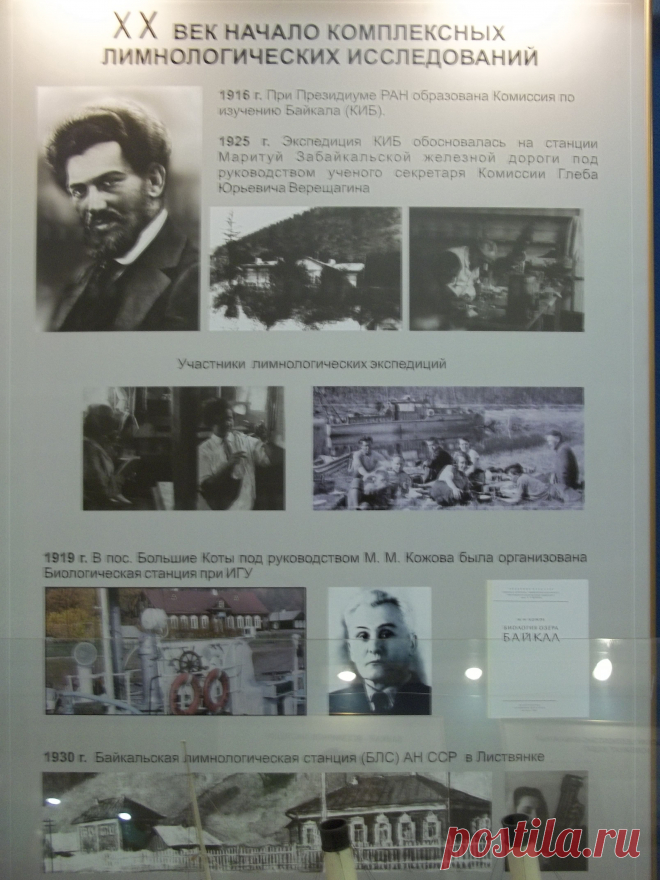 XX ВЕК НАЧАЛО КОМПЛЕКСНЫХ
ЛИМНОЛОГИЧЕСКИХ ИССЛЕДОВАНИЙ
1916 г. При Президиуме РАН образована Комиссия по
изучению Байкала (КИБ).
1925 г. Экспедиция КИБ обосновалась на станции
Маритуй Забайкальской железной дороги под
руководством ученого секретаря Комиссии Глеба
Юрьевича Верещагина
Участники лимнологических экспедиций
1919 г. В пос. Большие Коты под руководством М. М. Кожова была организована
Биологическая станция при ИГУ
БИОЛОГИЯ ОЗЕРА
БАЙКАЛ
1930 г. Байкальская лимнологическая станция (БЛС) АН ССР в Листвянке
postila.ru